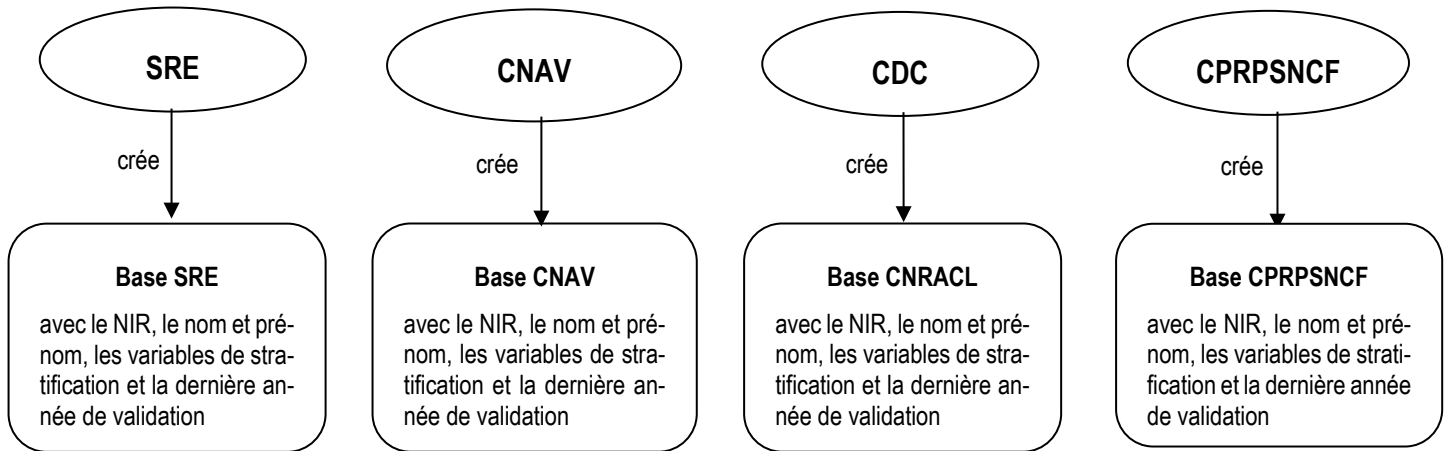 SRE
CNAV
CDC
CPRPSNCF
crée
crée
crée
crée
Base SRE
avec le NIR, le nom et pré-
nom, les variables de stra-
tification et la dernière an-
née de validation
Base CNAV
avec le NIR, le nom et pré-
nom, les variables de stra-
tification et la dernière an-
née de validation
Base CNRACL
avec le NIR, le nom et pré-
nom, les variables de stra-
tification et la dernière an-
née de validation
Base CPRPSNCF
avec le NIR, le nom et pré-
nom, les variables de strati-
fication et la dernière année
de validation